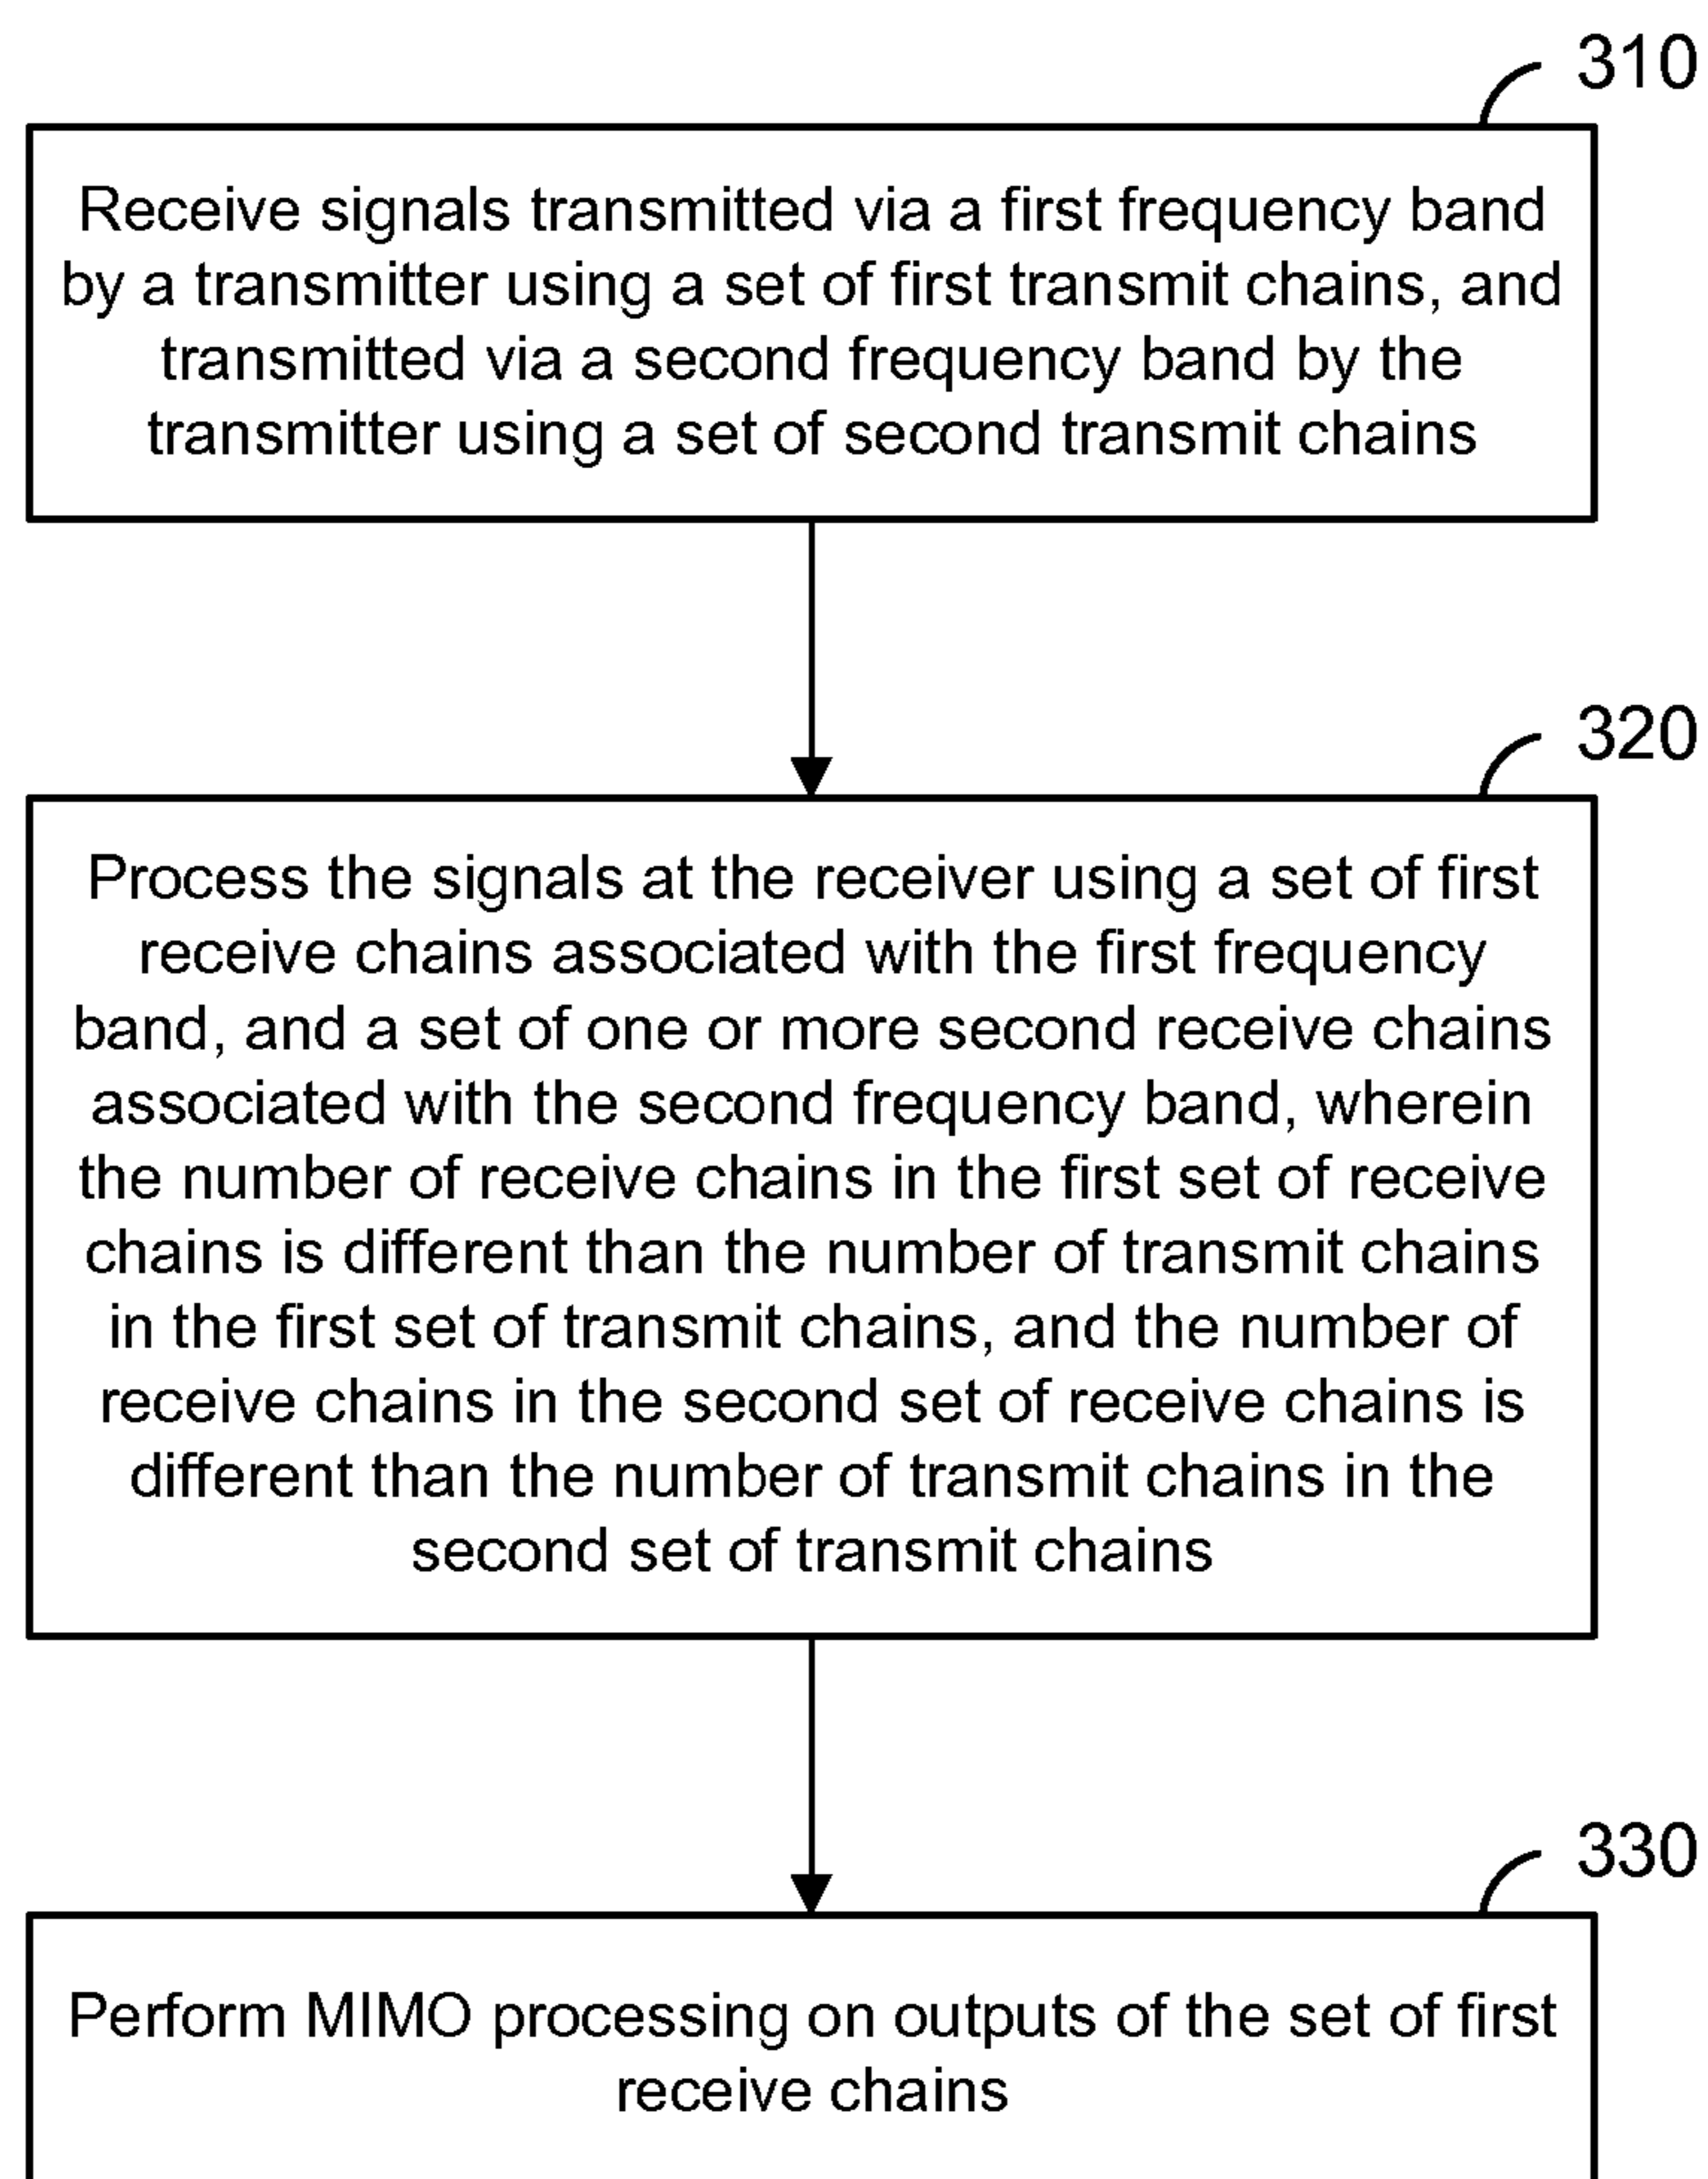 310
Receive signals transmitted via a first frequency band
by a transmitter using a set of first transmit chains, and
transmitted via a second frequency band by the
transmitter using a set of second transmit chains
320
Process the signals at the receiver using a set of first
receive chains associated with the first frequency
band, and a set of one or more second receive chains
associated with the second frequency band, wherein
the number of receive chains in the first set of receive
chains is different than the number of transmit chains
in the first set of transmit chains, and the number of
receive chains in the second set of receive chains is
different than the number of transmit chains in the
second set of transmit chains
330
Perform MIMO processing on outputs of the set of first
receive chains